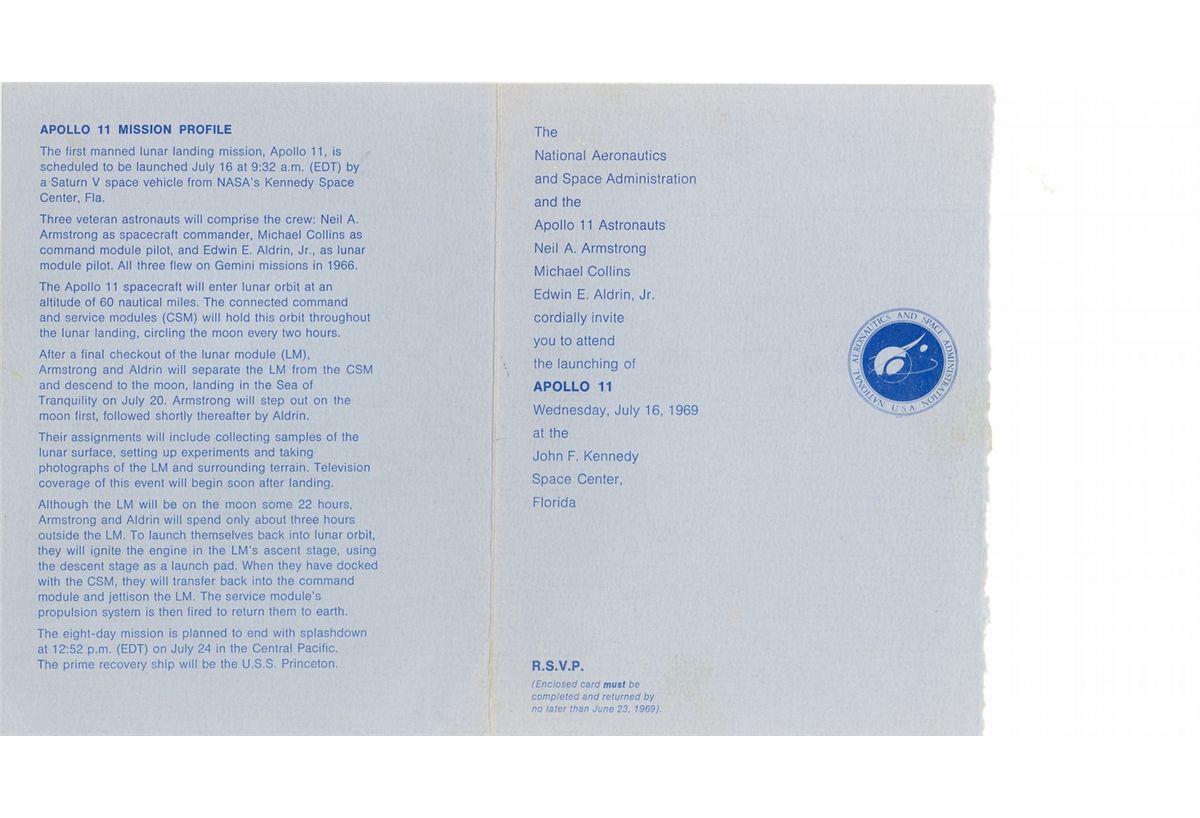 APOLLO 11 MISSION PROFILE
The first manned lunar landing mission, Apollo 11, is
scheduled to be launched July 16 at 9:32 a.m. (EDT) by
a Saturn V space vehicle from NASA's Kennedy Space
Center, Fla.
Three veteran astronauts will comprise the crew: Neil A.
Armstrong as spacecraft commander, Michael Collins as
command module pilot, and Edwin E. Aldrin, Jr., as lunar
module pilot. All three flew on Gemini missions in 1966.
The Apollo 11 spacecraft will enter lunar orbit at an
altitude of 60 nautical miles. The connected command
and service modules (CSM) will hold this orbit throughout
the lunar landing, circling the moon every two hours.
After a final checkout of the lunar module (LM),
Armstrong and Aldrin will separate the LM from the CSM
and descend to the moon, landing in the Sea of
Tranquility on July 20. Armstrong will step out on the
moon first, followed shortly thereafter by Aldrin.
Their assignments will include collecting samples of the
lunar surface, setting up experiments and taking
photographs of the LM and surrounding terrain. Television
coverage of this event will begin soon after landing.
Although the LM will be on the moon some 22 hours,
Armstrong and Aldrin will spend only about three hours
outside the LM. To launch themselves back into lunar orbit,
they will ignite the engine in the LM's ascent stage, using
the descent stage as a launch pad. When they have docked
with the CSM, they will transfer back into the command
module and jettison the LM. The service module's
propulsion system is then fired to return them to earth.
The eight-day mission is planned to end with splashdown
at 12:52 p.m. (EDT) on July 24 in the Central Pacific.
The prime recovery ship will be the U.S.S. Princeton.
The
National Aeronautics
and Space Administration
and the
Apollo 11 Astronauts
Neil A. Armstrong
Michael Collins
Edwin E. Aldrin, Jr.
cordially invite
you to attend
the launching of
APOLLO 11
Wednesday, July 16, 1969
at the
John F. Kennedy
Space Center,
Florida
R.S.V.P.
(Enclosed card must be
completed and returned by
no later than June 23, 1969).
NATIONAL AERONAUTICS AND SPACE ADMINISTRATION
U.S.A.